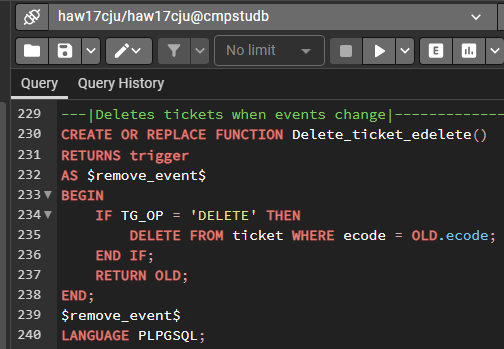 haw17cju/haw17cju@cmpstudb
No limit
E
Query Query History
229 ---|Deletes tickets when events change|-------------
230 CREATE OR REPLACE FUNCTION Delete_ticket_edelete()
231 RETURNS trigger
232 AS $remove_event$
233 BEGIN
234 IF TG_OP = 'DELETE' THEN
235 DELETE FROM ticket WHERE ecode = OLD.ecode;
236 END IF;
237 RETURN OLD;
238 END;
239 $remove_event$
240 LANGUAGE PLPGSQL;